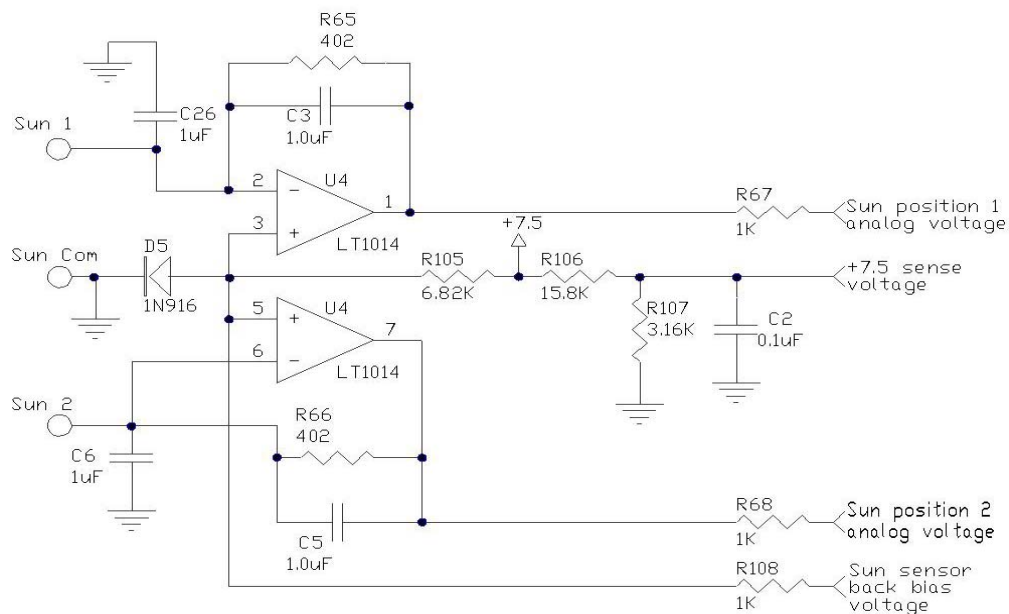 R65
402
C26
1uF
C3
1.0uF
Sun 1
2
U4
1
3
LT1014
R67
1K
Sun position 1
analog voltage
+7.5
Sun Com
D5
1N916
R105
6.82K
R106
15.8K
+7.5 sense
voltage
5
U4
7
6
LT1014
R107
3.16K
C2
0.1uF
Sun 2
R66
402
C6
1uF
C5
1.0uF
R68
1K
Sun position 2
analog voltage
R108
1K
Sun sensor
back bias
voltage